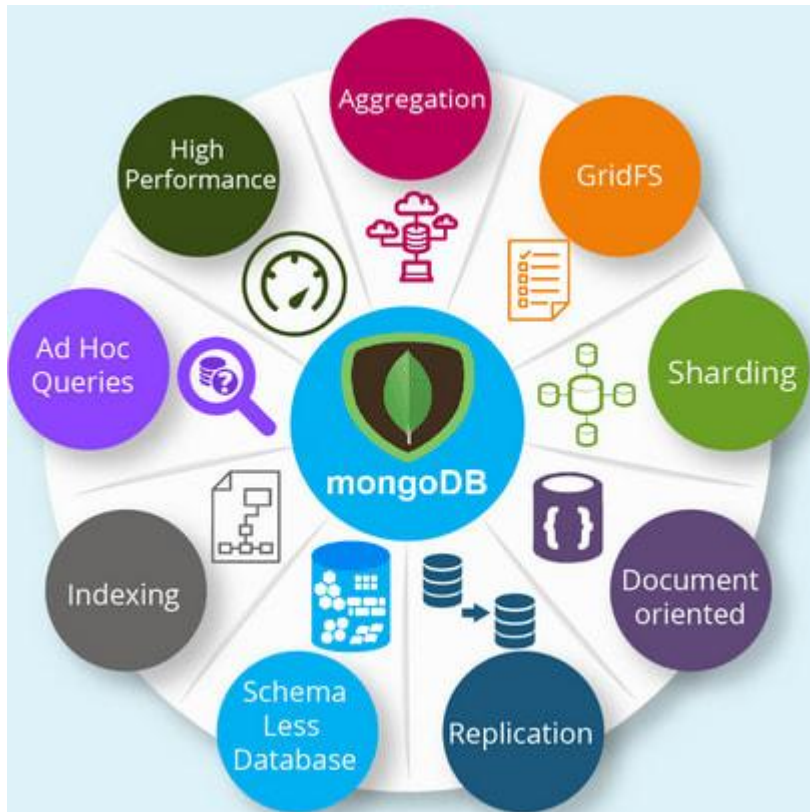 Aggregation
GridFS
Sharding
Document
oriented
Replication
Schema
Less
Database
Indexing
Ad Hoc
Queries
High
Performance
?
{ }
mongoDB